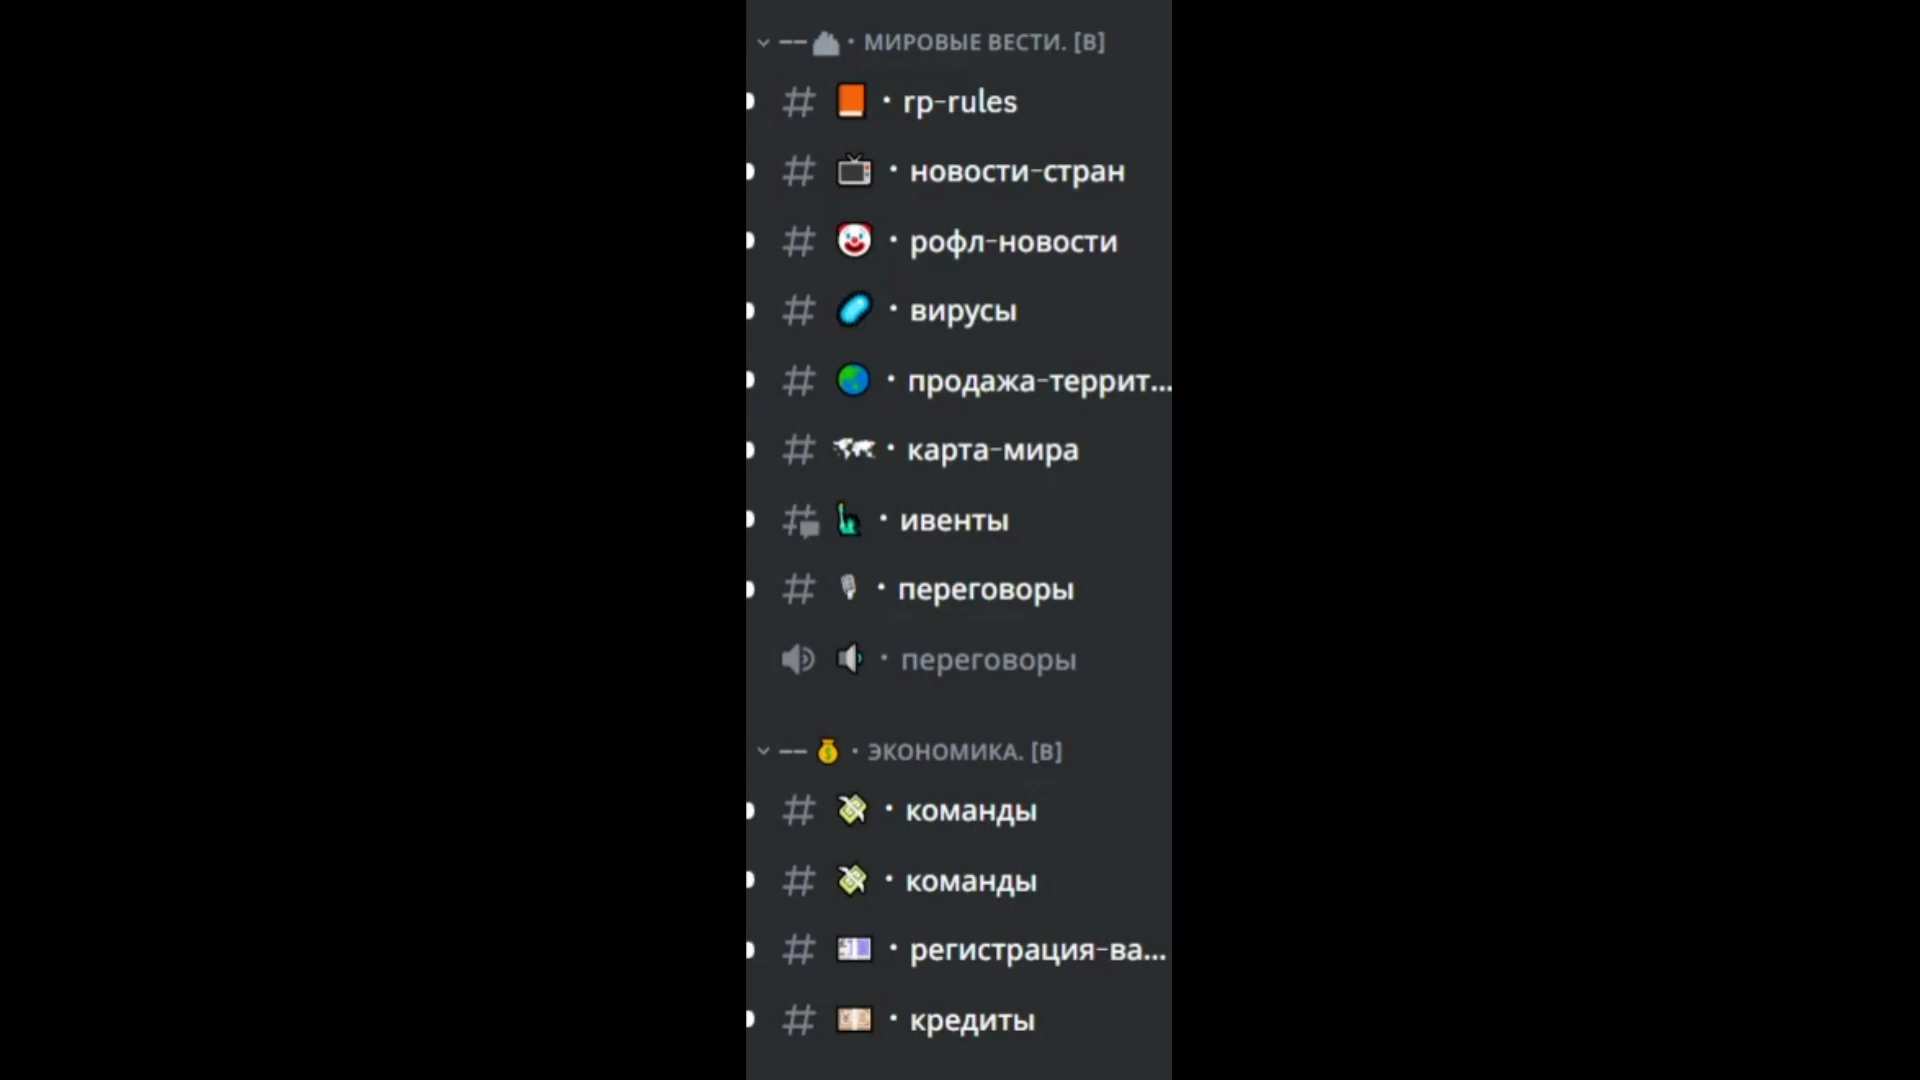 МИРОВЫЕ ВЕСТИ. [В]
rp-rules
новости-стран
рофл-новости
вирусы
продажа-террит...
карта-мира
ивенты
переговоры
переговоры
ЭКОНОМИКА. [В]
команды
команды
регистрация-ва...
кредиты